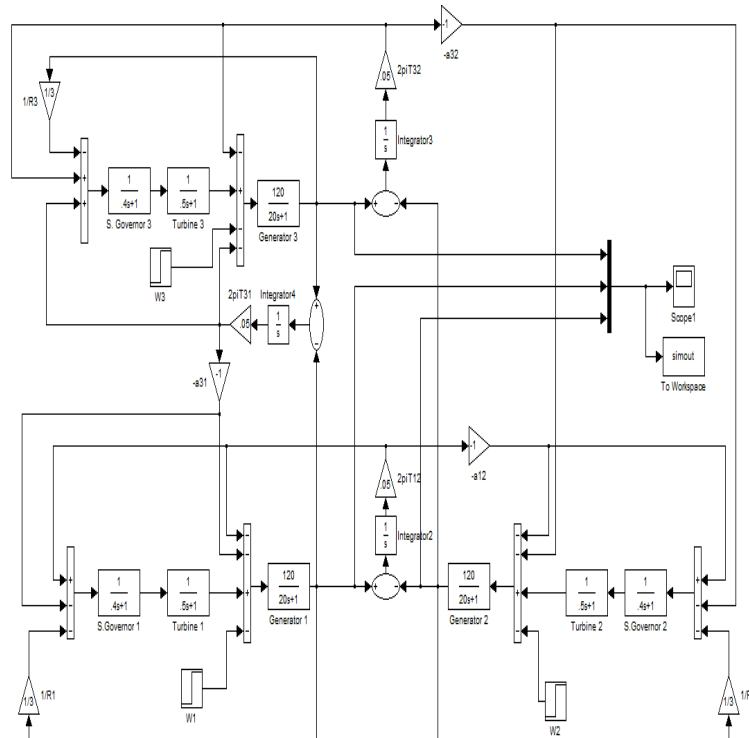 -1
-a32
.05
2piT32
1/3
1/R3
1
s
Integrator3
1
.4s+1
S. Governor 3
1
.5s+1
Turbine 3
120
20s+1
Generator 3
W3
2piT31
.05
Integrator4
1
s
Scope1
simout
To Workspace
-1
-a31
-1
-a12
.05
2piT12
1
s
Integrator2
1
.4s+1
S.Governor 1
1
.5s+1
Turbine 1
120
20s+1
Generator 1
120
20s+1
Generator 2
1
.5s+1
Turbine 2
1
.4s+1
S.Governor 2
1/3
1/R1
W1
W2
1/3
1/R